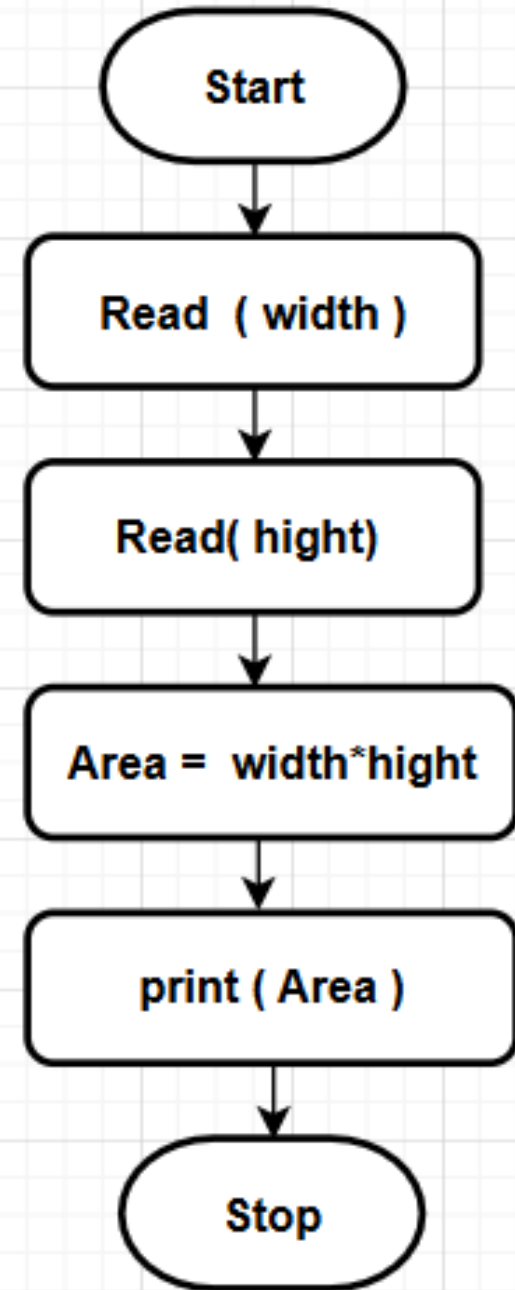 Start
Read ( width )
Read( hight)
Area = width*hight
print ( Area )
Stop